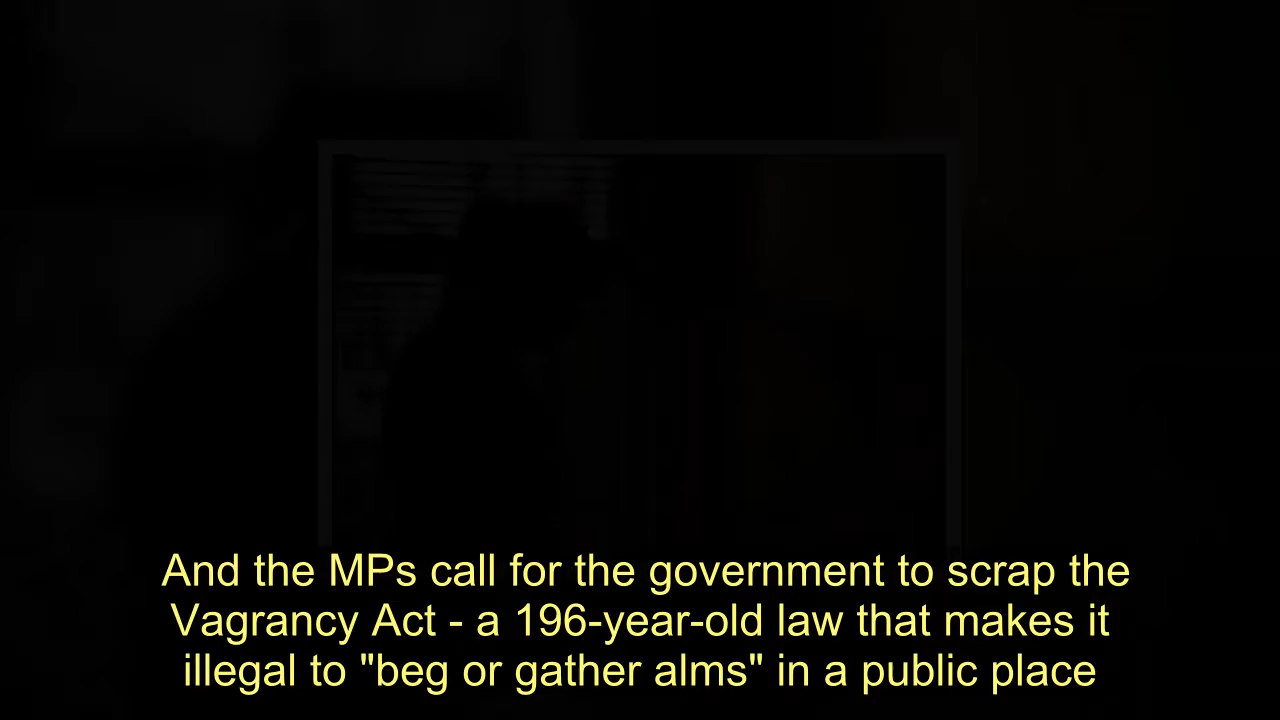 And the MPs call for the government to scrap the
Vagrancy Act - a 196-year-old law that makes it
illegal to "beg or gather alms" in a public place